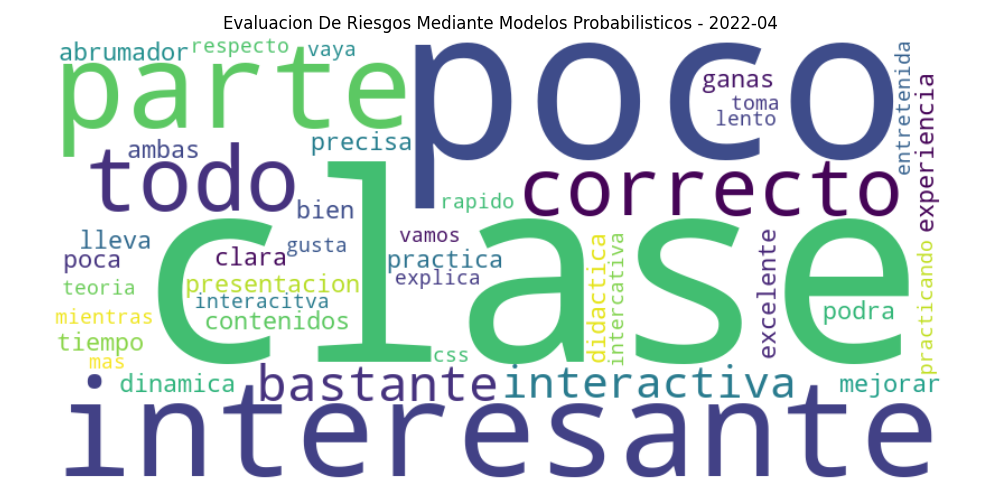 Evaluacion De Riesgos Mediante Modelos Probabilisticos - 2022-04
abrumador respecto vaya
parte poco ganas
toma
lento
entretenida
experiencia
precisa
ambas
todo correcto
rapido
bien
lleva
poca
clara gusta
vamos
practica
explica
clase
presentacion
interacitva
contenidos
teoria
mientras
tiempo
mas
didactica
intercativa
excelente
podra
practicando
css
dinamica bastante interactiva mejorar
interesante